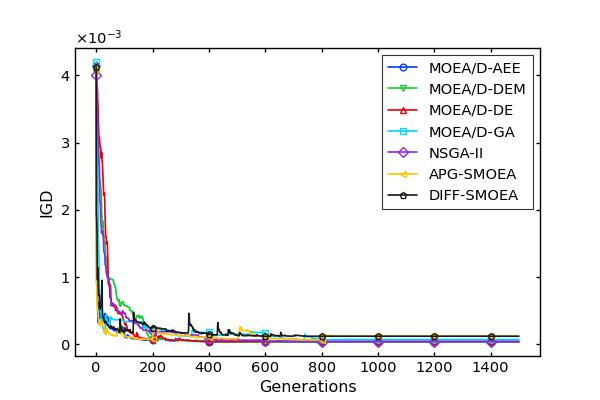 ×10⁻³
4
3
2
1
0
IGD
0 200 400 600 800 1000 1200 1400
Generations
MOEA/D-AEE
MOEA/D-DEM
MOEA/D-DE
MOEA/D-GA
NSGA-II
APG-SMOEA
DIFF-SMOEA